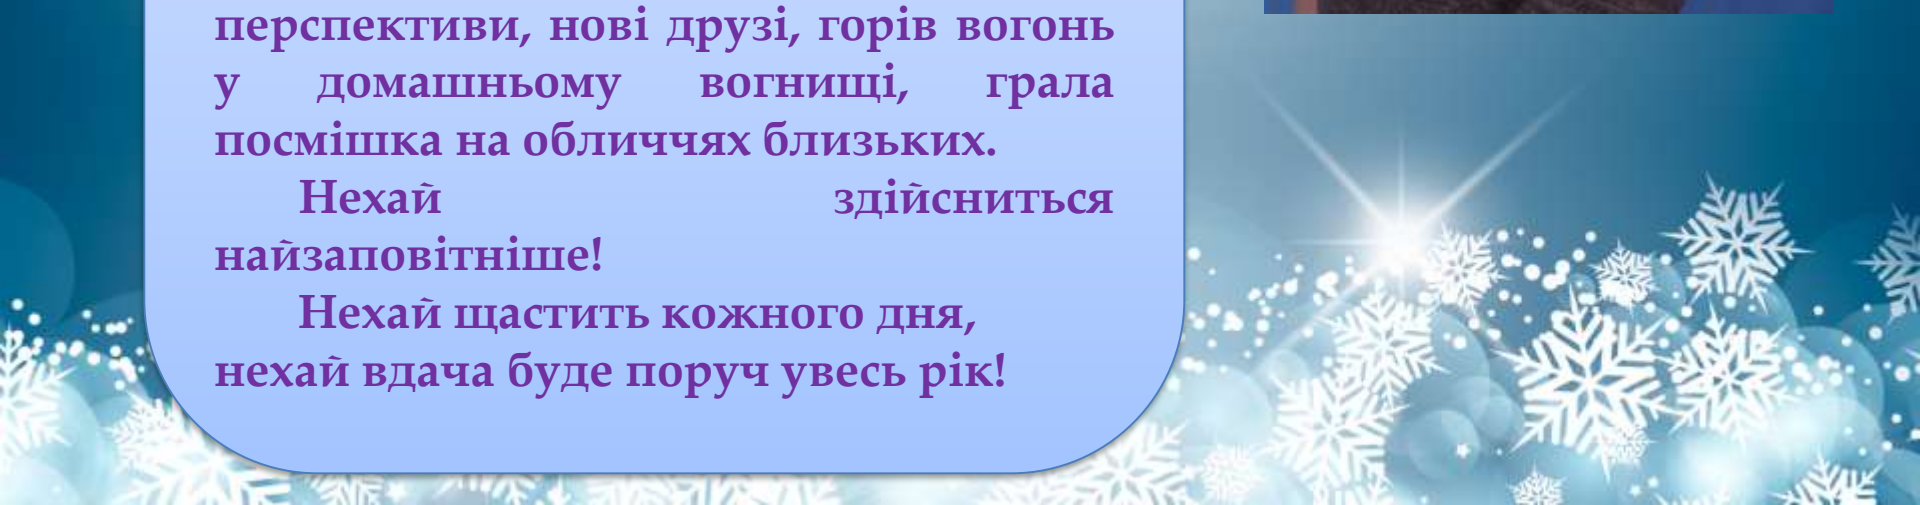 перспективи, нові друзі, горів вогонь
у домашньому вогнищі, грала
посмішка на обличчях близьких.
Нехай здійсниться
найзаповітніше!
Нехай щастить кожного дня,
нехай вдача буде поруч увесь рік!